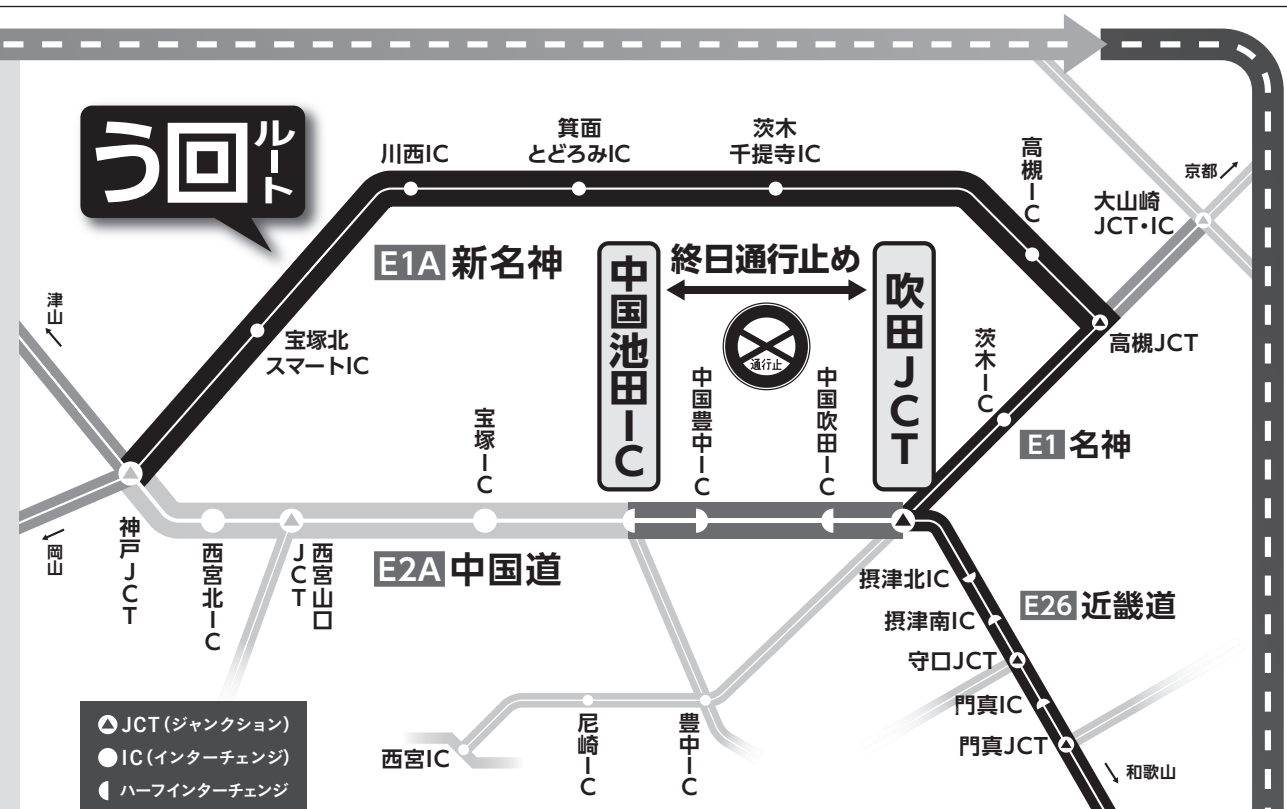 う回
ルート
川西IC
箕面
とどろみIC
茨木
千提寺IC
高槻IC
京都
大山崎
JCT・IC
E1A 新名神
中国池田IC
終日通行止め
吹田JCT
通行止
津山
宝塚北
スマートIC
茨木IC
高槻JCT
中国豊中IC
中国吹田IC
宝塚IC
E1 名神
岡山
神戸JCT
西宮北IC
西宮山口
JCT
E2A 中国道
摂津北IC
摂津南IC
E26 近畿道
守口JCT
門真IC
門真JCT
和歌山
西宮IC
尼崎IC
豊中IC
JCT(ジャンクション)
IC(インターチェンジ)
ハーフインターチェンジ